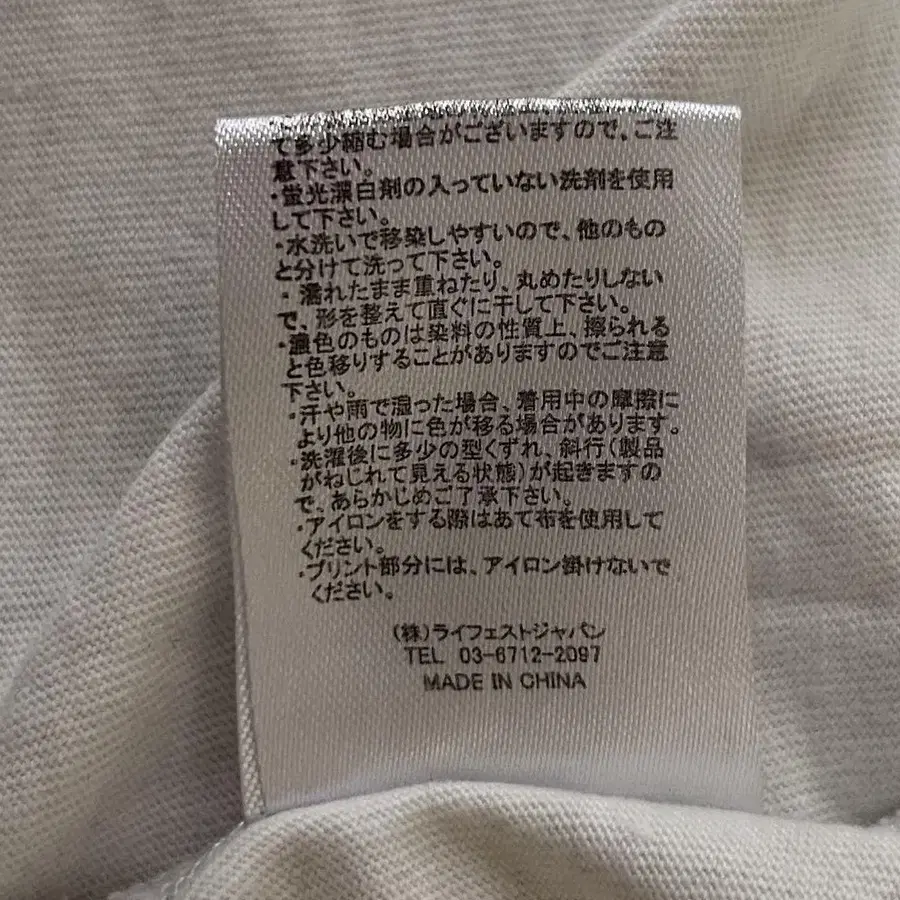 て多少縮む場合がございますので、ご注
意下さい。
・蛍光漂白剤の入っていない洗剤を使用
して下さい。
・水洗いで移染しやすいので、他のもの
と分けて洗って下さい。
・濡れたまま重ねたり、丸めたりしない
で、形を整えて直ぐに干して下さい。
・濃色のものは染料の性質上、擦られる
と色移りすることがありますのでご注意
下さい。
・汗や雨で湿った場合、着用中の摩擦に
より他の物に色が移る場合があります。
・洗濯後に多少の型くずれ、斜行(製品
がねじれて見える状態)が起きますの
で、あらかじめご了承下さい。
・アイロンをする際はあて布を使用して
ください。
・プリント部分には、アイロン掛けないで
ください。
(株)ライフェストジャパン
TEL 03-6712-2097
MADE IN CHINA